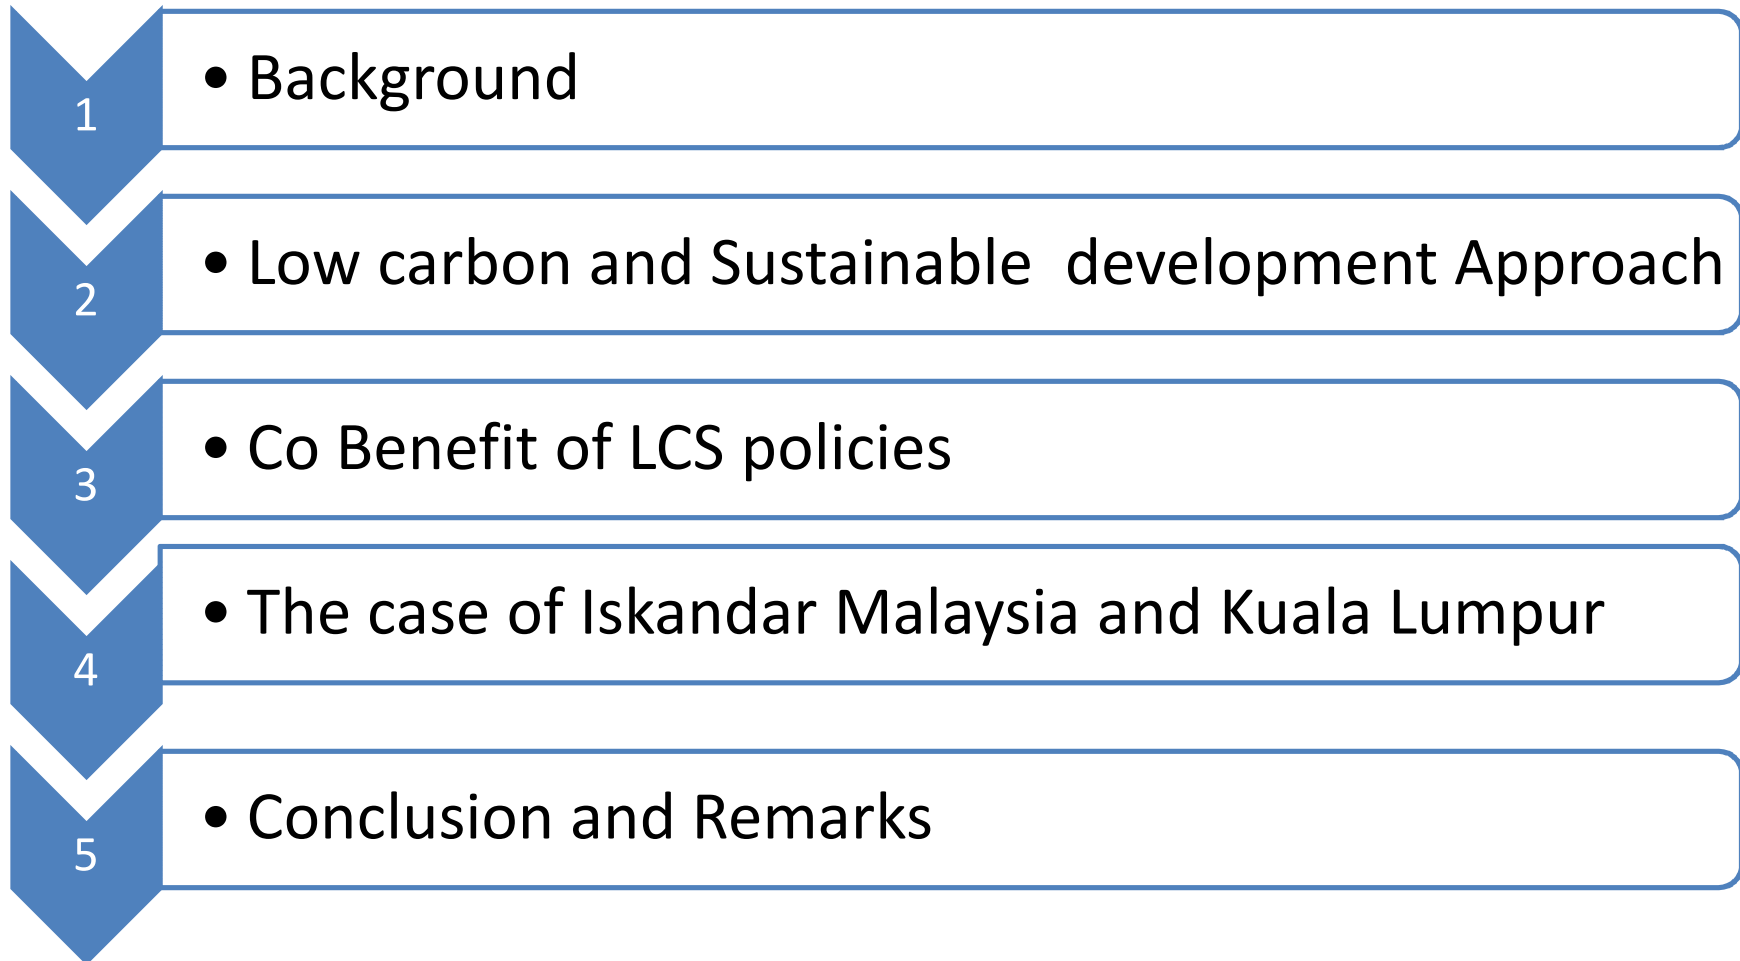 1
• Background
2
• Low carbon and Sustainable  development Approach
3
• Co Benefit of LCS policies
4
• The case of Iskandar Malaysia and Kuala Lumpur
5
• Conclusion and Remarks